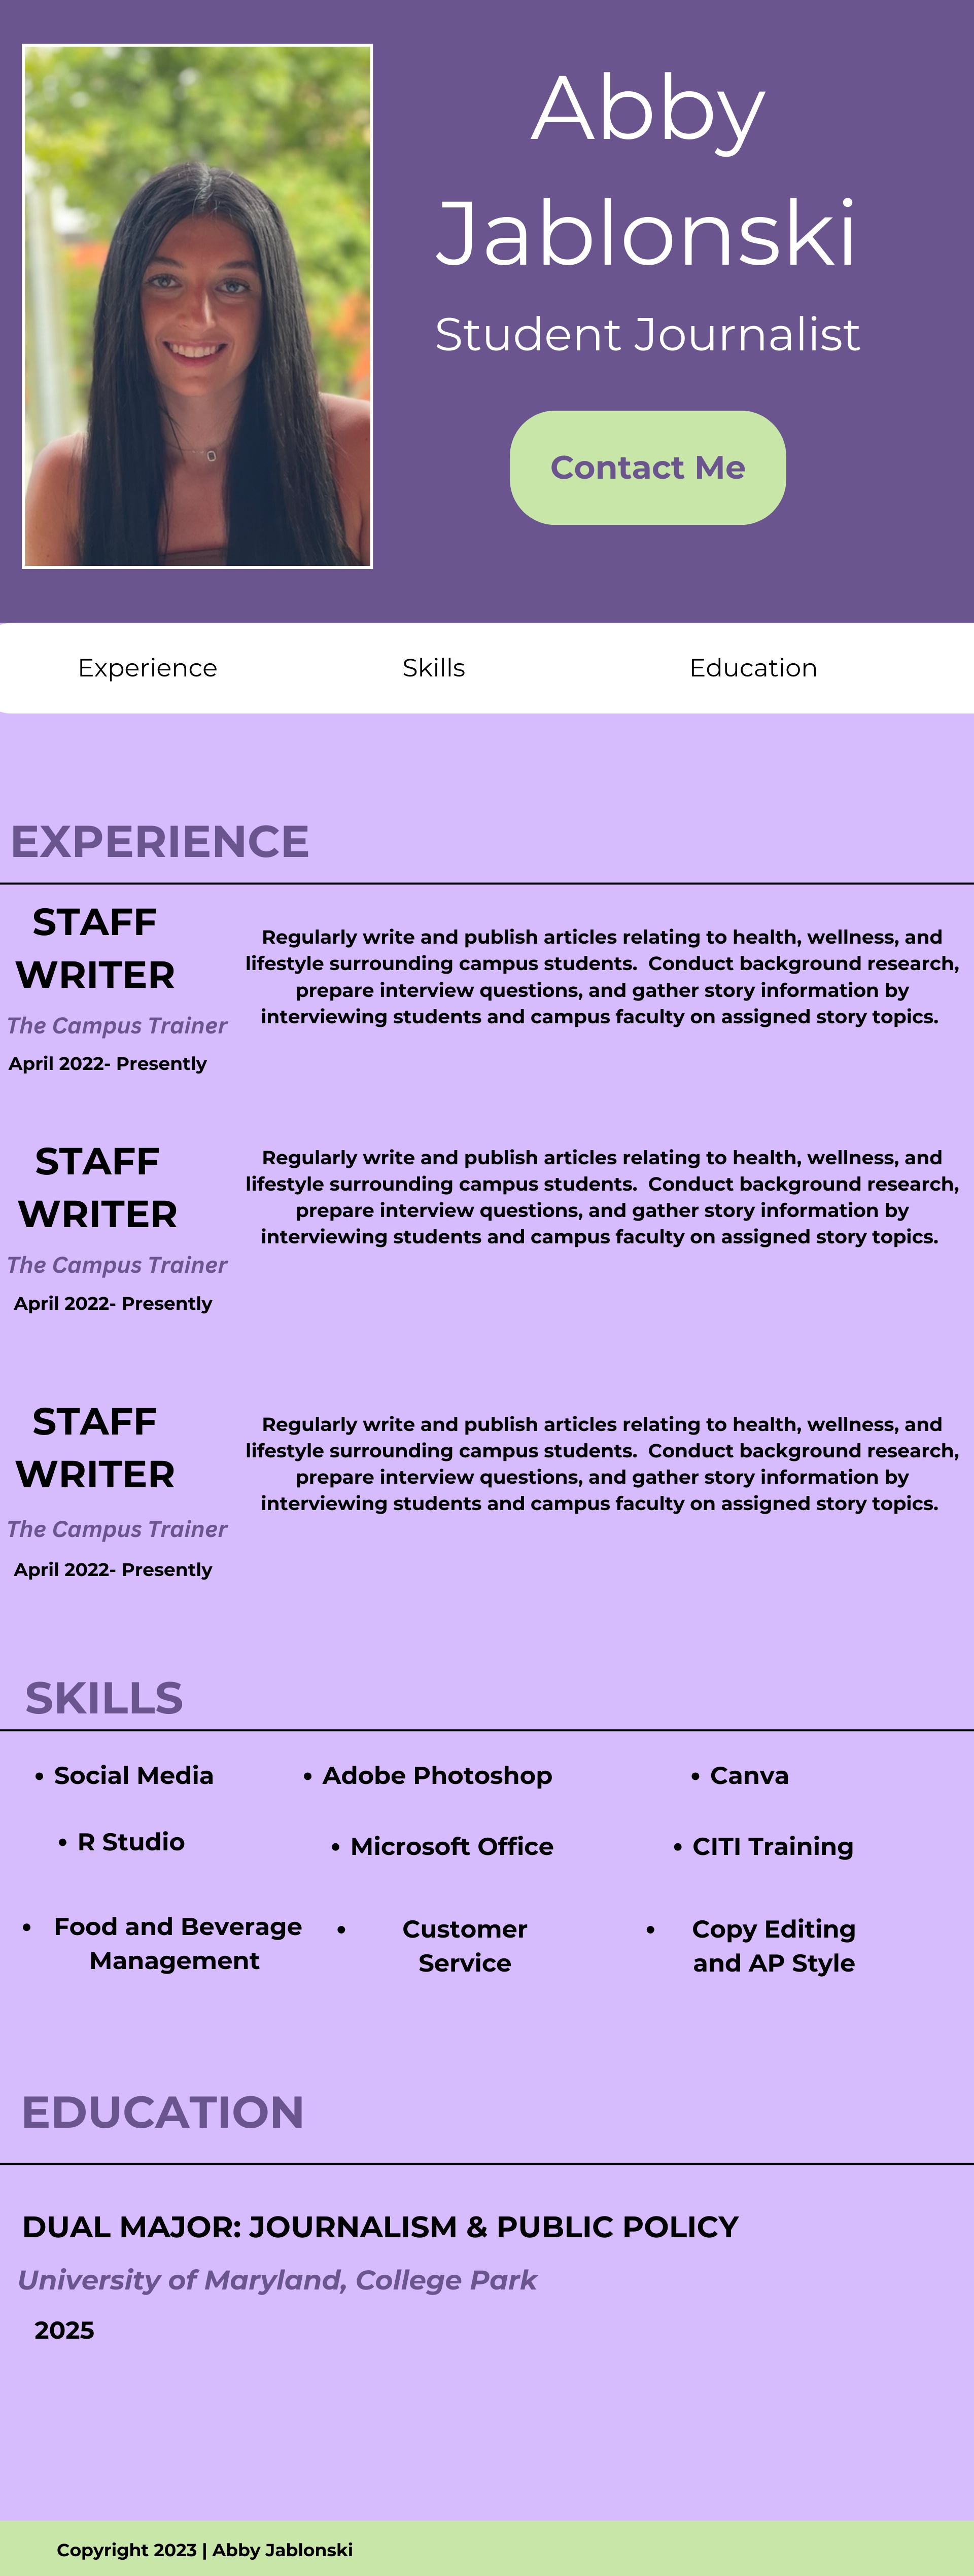 Abby
Jablonski
Student Journalist
Contact Me
Experience
Skills
Education
EXPERIENCE
STAFF
WRITER
The Campus Trainer
April 2022- Presently
Regularly write and publish articles relating to health, wellness, and
lifestyle surrounding campus students.  Conduct background research,
prepare interview questions, and gather story information by
interviewing students and campus faculty on assigned story topics.
STAFF
WRITER
The Campus Trainer
April 2022- Presently
Regularly write and publish articles relating to health, wellness, and
lifestyle surrounding campus students.  Conduct background research,
prepare interview questions, and gather story information by
interviewing students and campus faculty on assigned story topics.
STAFF
WRITER
The Campus Trainer
April 2022- Presently
Regularly write and publish articles relating to health, wellness, and
lifestyle surrounding campus students.  Conduct background research,
prepare interview questions, and gather story information by
interviewing students and campus faculty on assigned story topics.
SKILLS
• Social Media
• Adobe Photoshop
• Canva
• R Studio
• Microsoft Office
• CITI Training
• Food and Beverage
Management
• Customer
Service
• Copy Editing
and AP Style
EDUCATION
DUAL MAJOR: JOURNALISM & PUBLIC POLICY
University of Maryland, College Park
2025
Copyright 2023 | Abby Jablonski